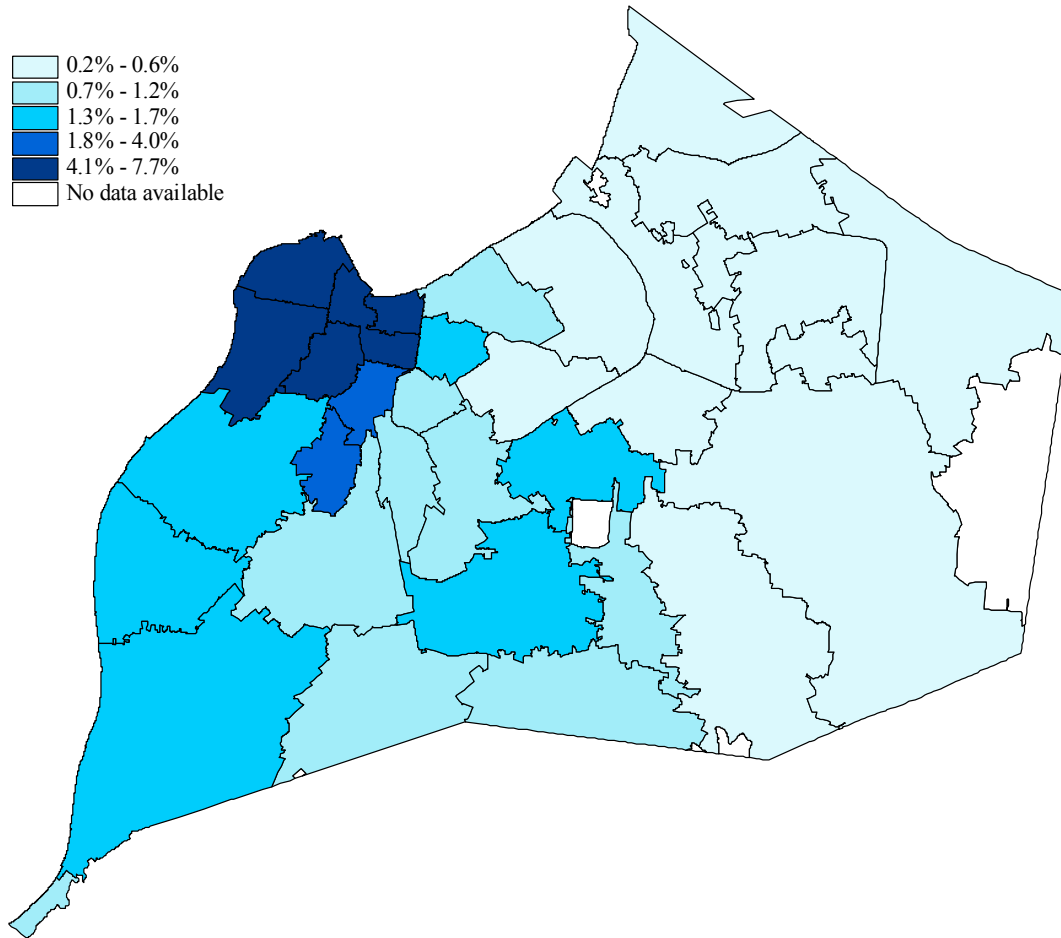 0.2% - 0.6%
0.7% - 1.2%
1.3% - 1.7%
1.8% - 4.0%
4.1% - 7.7%
No data available